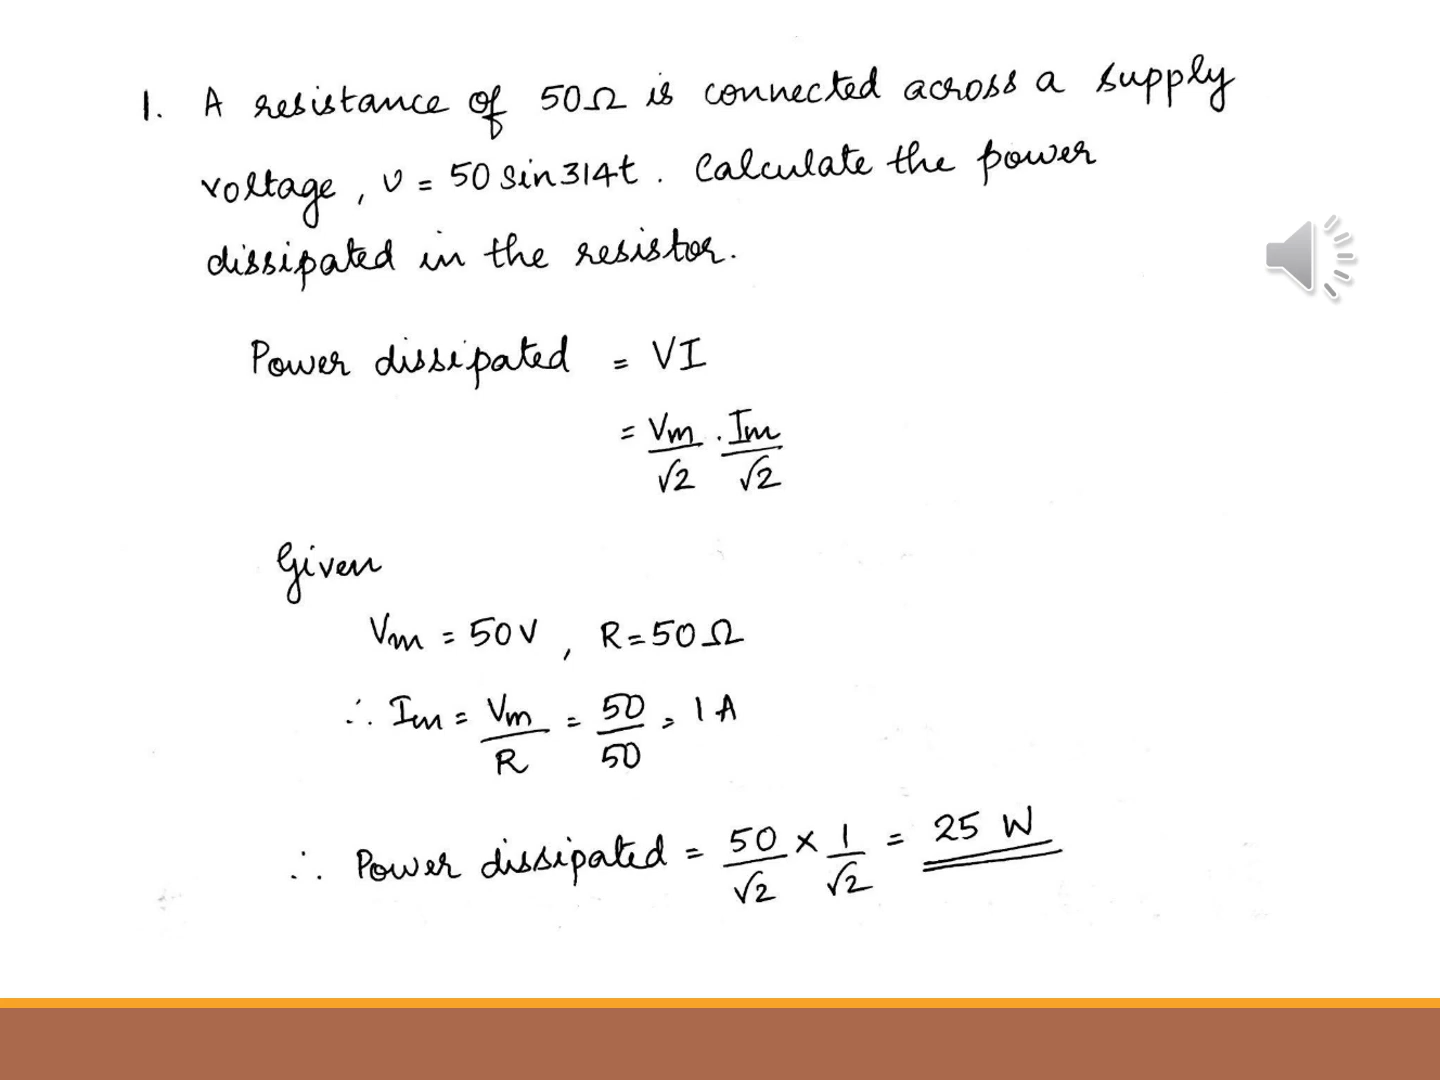 1. A resistance of 50Ω is connected across a supply
voltage, v = 50 sin314t. Calculate the power
dissipated in the resistor.
Power dissipated = VI
= Vm/√2 . Im/√2
Given
Vm = 50V, R = 50Ω
∴ Im = Vm/R = 50/50 = 1A
∴ Power dissipated = 50/√2 × 1/√2 = 25 W